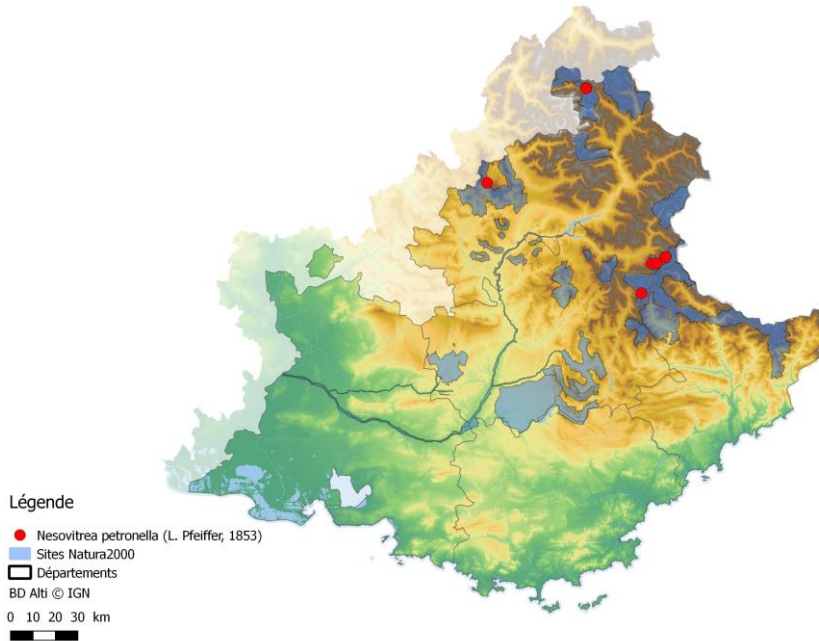 Légende
Nesovitrea petronella (L. Pfeiffer, 1853)
Sites Natura2000
Départements
BD Alti © IGN
0 10 20 30 km